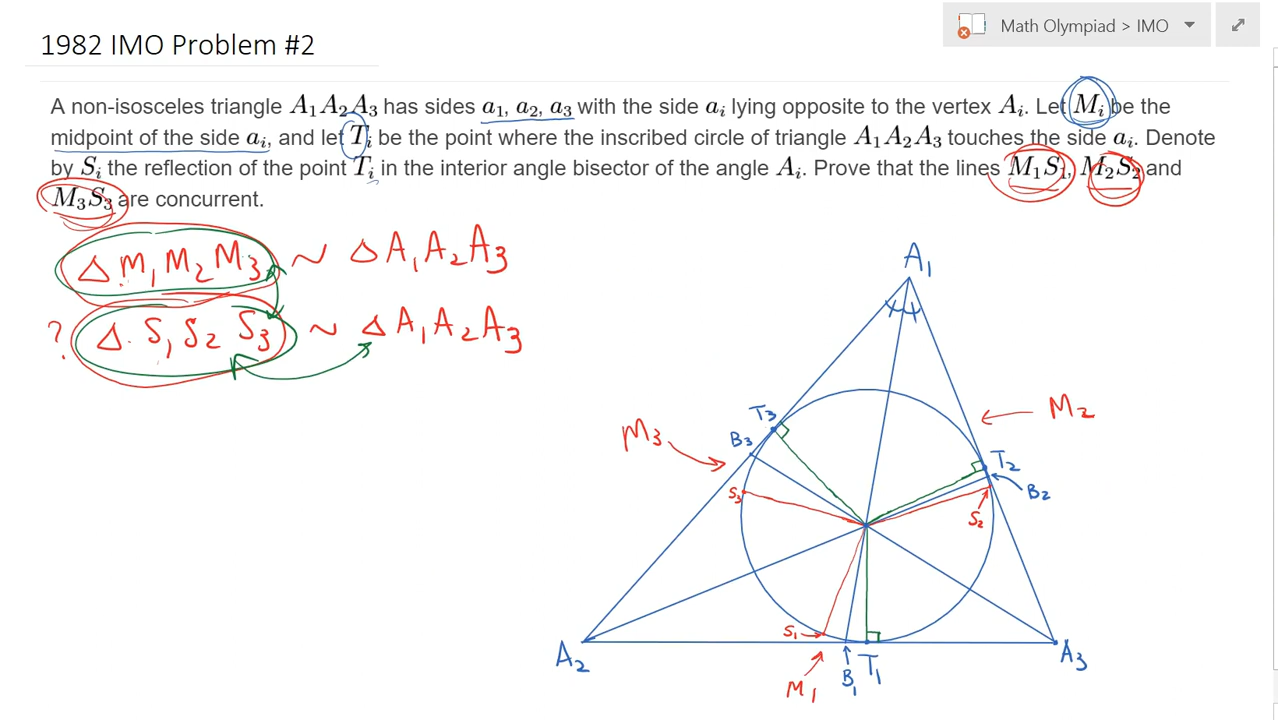 1982 IMO Problem #2
Math Olympiad > IMO
A non-isosceles triangle A₁A₂A₃ has sides a₁, a₂, a₃ with the side aᵢ lying opposite to the vertex Aᵢ. Let Mᵢ be the
midpoint of the side aᵢ, and let Tᵢ be the point where the inscribed circle of triangle A₁A₂A₃ touches the side aᵢ. Denote
by Sᵢ the reflection of the point Tᵢ in the interior angle bisector of the angle Aᵢ. Prove that the lines M₁S₁, M₂S₂ and
M₃S₃ are concurrent.
Δ M₁M₂M₃ ~ Δ A₁A₂A₃
? Δ S₁S₂S₃ ~ Δ A₁A₂A₃
A₁
M₂
T₃
M₃
B₃
T₂
B₂
S₃
S₂
S₁
A₂
M₁
B₁
T₁
A₃